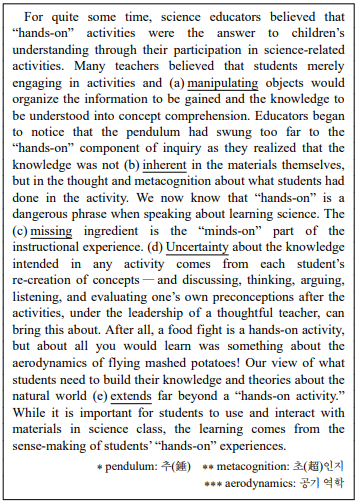 For quite some time, science educators believed that
“hands-on” activities were the answer to children’s
understanding through their participation in science-related
activities. Many teachers believed that students merely
engaging in activities and (a) manipulating objects would
organize the information to be gained and the knowledge to
be understood into concept comprehension. Educators began
to notice that the pendulum had swung too far to the
“hands-on” component of inquiry as they realized that the
knowledge was not (b) inherent in the materials themselves,
but in the thought and metacognition about what students had
done in the activity. We now know that “hands-on” is a
dangerous phrase when speaking about learning science. The
(c) missing ingredient is the “minds-on” part of the
instructional experience. (d) Uncertainty about the knowledge
intended in any activity comes from each student’s
re-creation of concepts — and discussing, thinking, arguing,
listening, and evaluating one’s own preconceptions after the
activities, under the leadership of a thoughtful teacher, can
bring this about. After all, a food fight is a hands-on activity,
but about all you would learn was something about the
aerodynamics of flying mashed potatoes! Our view of what
students need to build their knowledge and theories about the
natural world (e) extends far beyond a “hands-on activity.”
While it is important for students to use and interact with
materials in science class, the learning comes from the
sense-making of students’ “hands-on” experiences.
* pendulum: 추(錘) ** metacognition: 초(超)인지
*** aerodynamics: 공기 역학